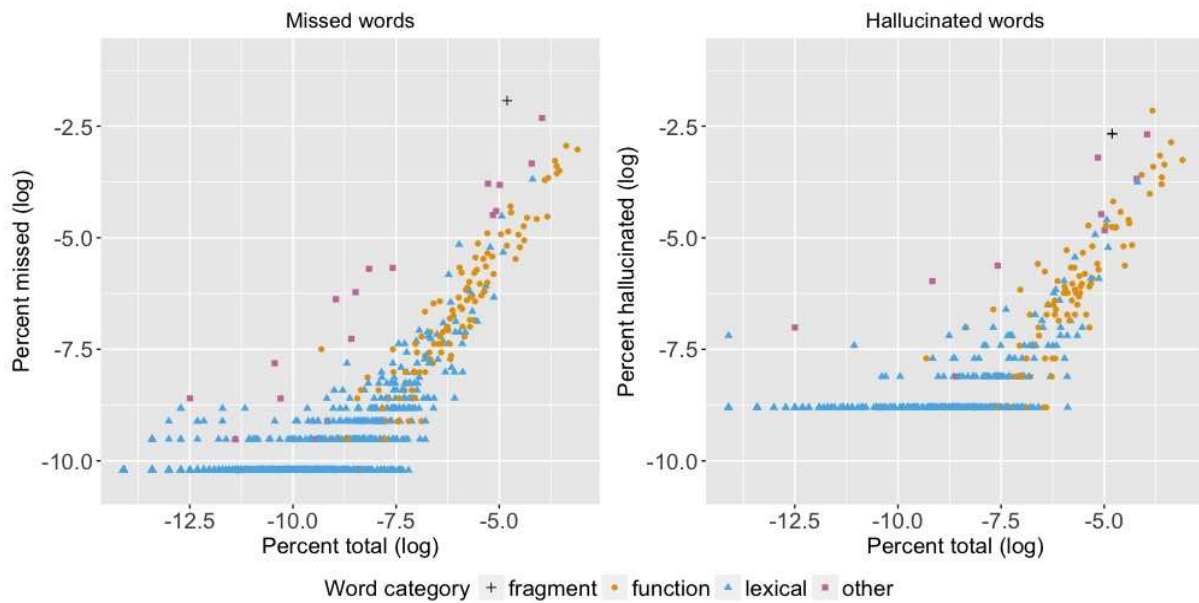 Missed words
Hallucinated words
Percent missed (log)
-2.5
-5.0
-7.5
-10.0
-12.5 -10.0 -7.5 -5.0
Percent total (log)
Percent hallucinated (log)
-2.5
-5.0
-7.5
-10.0
-12.5 -10.0 -7.5 -5.0
Percent total (log)
Word category fragment function lexical other